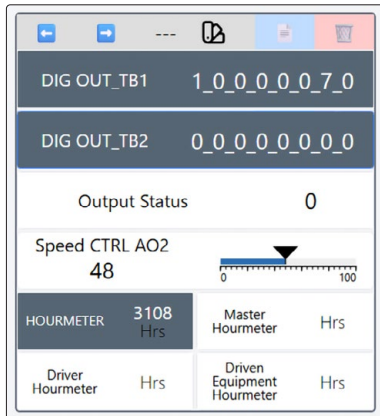 ---
DIG OUT_TB1 1_0_0_0_0_0_7_0
DIG OUT_TB2 0_0_0_0_0_0_0_0
Output Status 0
Speed CTRL AO2
48
0 100
HOURMETER 3108
Hrs
Master
Hourmeter Hrs
Driver
Hourmeter Hrs
Driven
Equipment
Hourmeter Hrs